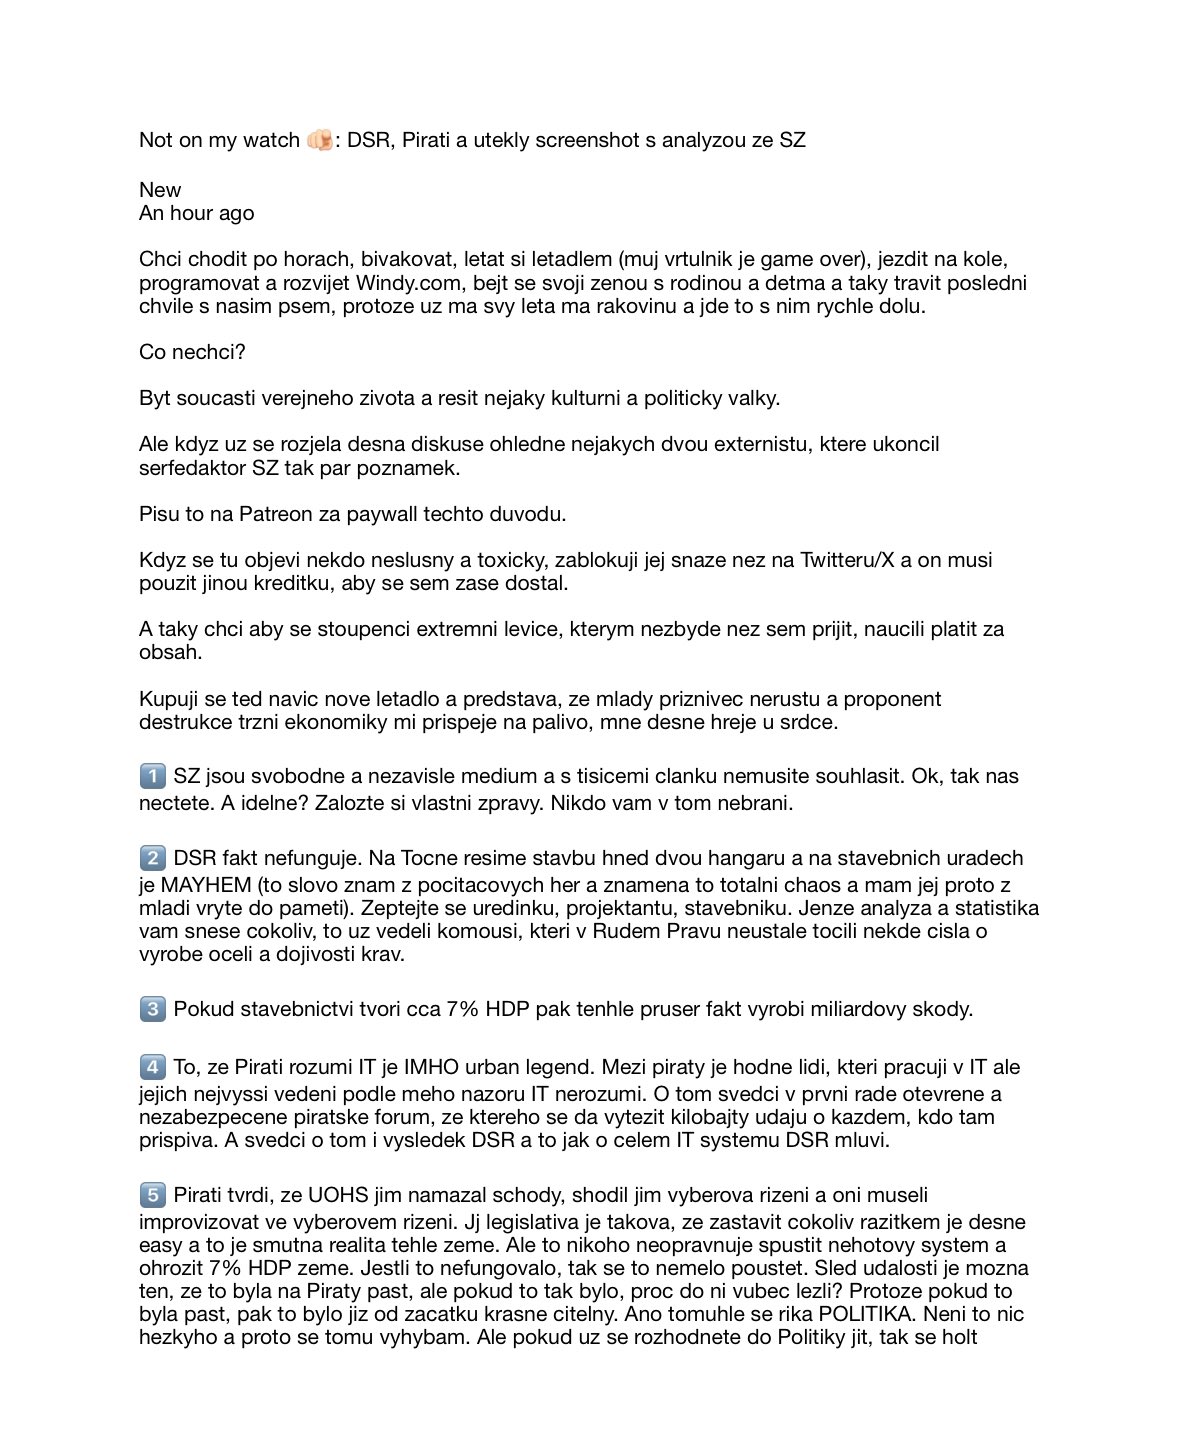 Not on my watch 🫵🏻: DSR, Pirati a utekly screenshot s analyzou ze SZ
New
An hour ago
Chci chodit po horach, bivakovat, letat si letadlem (muj vrtulnik je game over), jezdit na kole,
programovat a rozvijet Windy.com, bejt se svoji zenou s rodinou a detma a taky travit posledni
chvile s nasim psem, protoze uz ma svy leta ma rakovinu a jde to s nim rychle dolu.
Co nechci?
Byt soucasti verejneho zivota a resit nejaky kulturni a politicky valky.
Ale kdyz uz se rozjela desna diskuse ohledne nejakych dvou externistu, ktere ukoncil
serfedaktor SZ tak par poznamek.
Pisu to na Patreon za paywall techto duvodu.
Kdyz se tu objevi nekdo neslusny a toxicky, zablokuji jej snaze nez na Twitteru/X a on musi
pouzit jinou kreditku, aby se sem zase dostal.
A taky chci aby se stoupenci extremni levice, kterym nezbyde nez sem prijit, naucili platit za
obsah.
Kupuji se ted navic nove letadlo a predstava, ze mlady priznivec nerustu a proponent
destrukce trzni ekonomiky mi prispeje na palivo, mne desne hreje u srdce.
1️⃣ SZ jsou svobodne a nezavisle medium a s tisicemi clanku nemusite souhlasit. Ok, tak nas
nectete. A idelne? Zalozte si vlastni zpravy. Nikdo vam v tom nebrani.
2️⃣ DSR fakt nefunguje. Na Tocne resime stavbu hned dvou hangaru a na stavebnich uradech
je MAYHEM (to slovo znam z pocitacovych her a znamena to totalni chaos a mam jej proto z
mladi vryte do pameti). Zeptejte se uredinku, projektantu, stavebniku. Jenze analyza a statistika
vam snese cokoliv, to uz vedeli komousi, kteri v Rudem Pravu neustale tocili nekde cisla o
vyrobe oceli a dojivosti krav.
3️⃣ Pokud stavebnictvi tvori cca 7% HDP pak tenhle pruser fakt vyrobi miliardovy skody.
4️⃣ To, ze Pirati rozumi IT je IMHO urban legend. Mezi piraty je hodne lidi, kteri pracuji v IT ale
jejich nejvyssi vedeni podle meho nazoru IT nerozumi. O tom svedci v prvni rade otevrene a
nezabezpecene piratske forum, ze ktereho se da vytezit kilobajty udaju o kazdem, kdo tam
prispiva. A svedci o tom i vysledek DSR a to jak o celem IT systemu DSR mluvi.
5️⃣ Pirati tvrdi, ze UOHS jim namazal schody, shodil jim vyberova rizeni a oni museli
improvizovat ve vyberovem rizeni. Jj legislativa je takova, ze zastavit cokoliv razitkem je desne
easy a to je smutna realita tehle zeme. Ale to nikoho neopravnuje spustit nehotovy system a
ohrozit 7% HDP zeme. Jestli to nefungovalo, tak se to nemelo poustet. Sled udalosti je mozna
ten, ze to byla na Piraty past, ale pokud to tak bylo, proc do ni vubec lezli? Protoze pokud to
byla past, pak to bylo jiz od zacatku krasne citelny. Ano tomuhle se rika POLITIKA. Neni to nic
hezkyho a proto se tomu vyhybam. Ale pokud uz se rozhodnete do Politiky jit, tak se holt